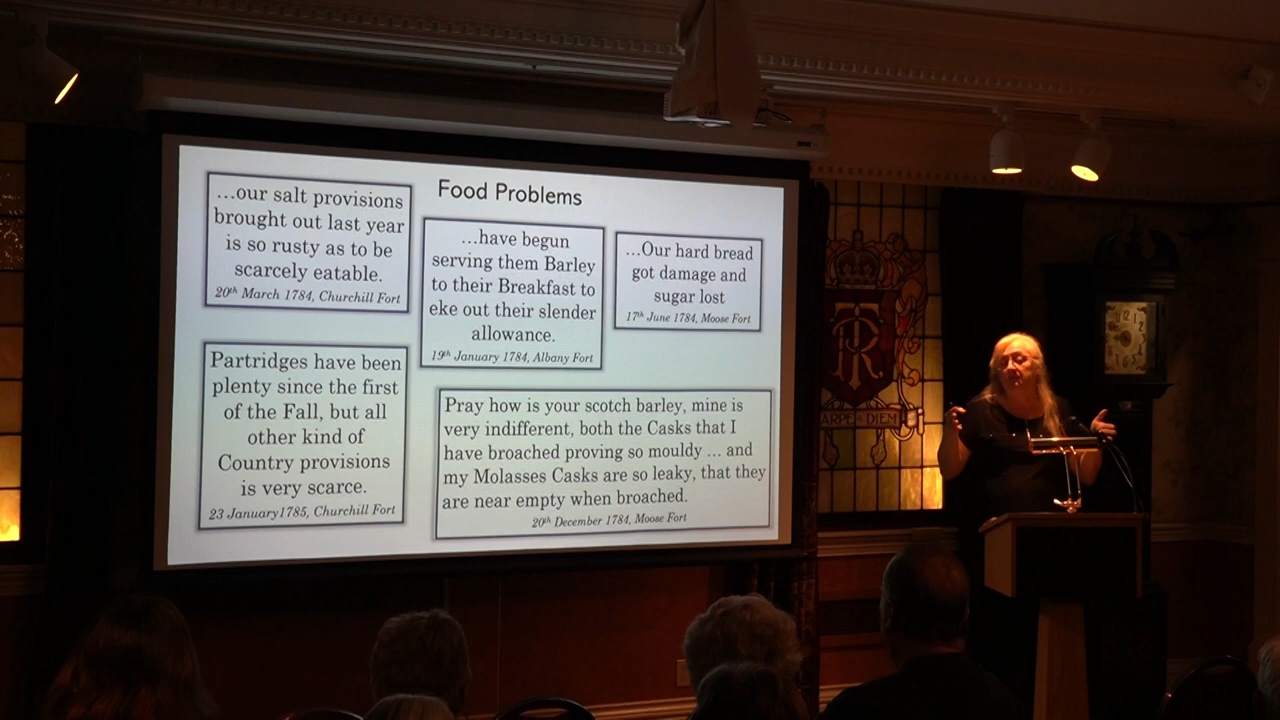 Food Problems
...our salt provisions
brought out last year
is so rusty as to be
scarcely eatable.
20th March 1784, Churchill Fort
...have begun
serving them Barley
to their Breakfast to
eke out their slender
allowance.
19th January 1784, Albany Fort
...Our hard bread
got damage and
sugar lost
17th June 1784, Moose Fort
Partridges have been
plenty since the first
of the Fall, but all
other kind of
Country provisions
is very scarce.
23 January1785, Churchill Fort
Pray how is your scotch barley, mine is
very indifferent, both the Casks that I
have broached proving so mouldy ... and
my Molasses Casks are so leaky, that they
are near empty when broached.
20th December 1784, Moose Fort
ARPE DIEM